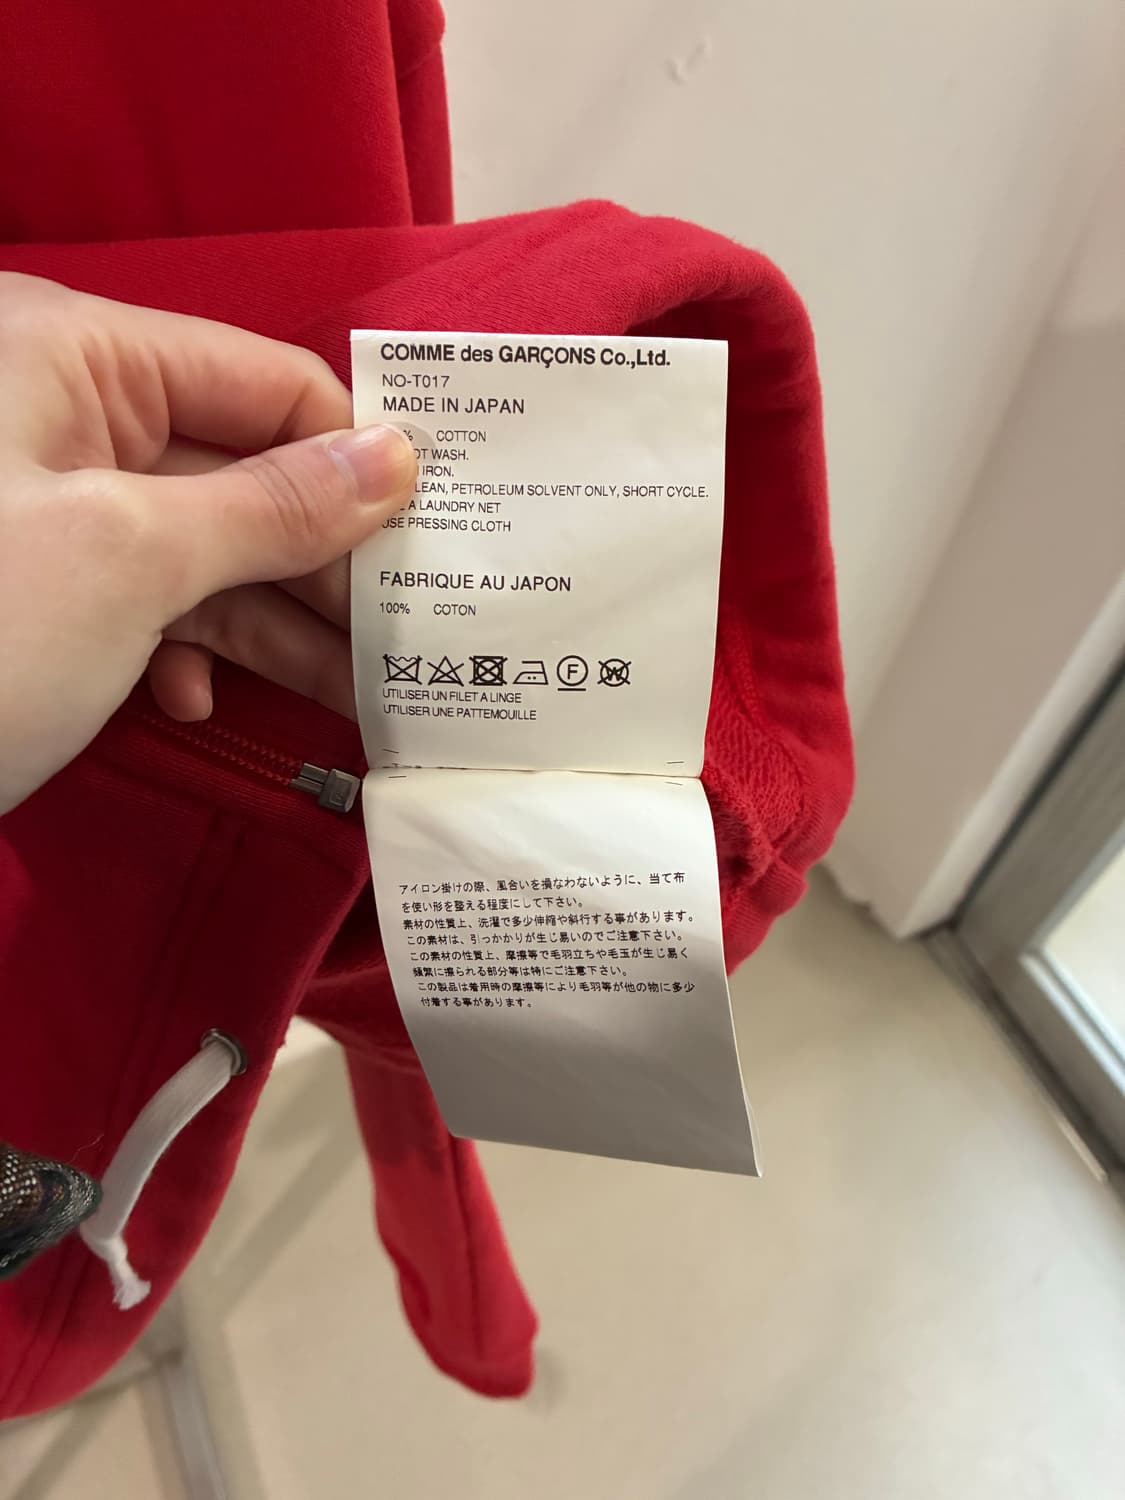 COMME des GARÇONS Co.,Ltd.
NO-T017
MADE IN JAPAN
% COTTON
WASH.
IRON.
PETROLEUM SOLVENT ONLY, SHORT CYCLE.
A LAUNDRY NET
USE PRESSING CLOTH
FABRIQUE AU JAPON
100% COTON
F W
UTILISER UN FILET A LINGE
UTILISER UNE PATTEMOUILLE
アイロン掛けの際、風合いを損なわないように、当て布
を使い形を整える程度にして下さい。
素材の性質上、洗濯で多少伸縮や斜行する事があります。
この素材は、引っかかりが生じ易いのでご注意下さい。
この素材の性質上、摩擦等で毛羽立ちや毛玉が生じ易く
頻繁に擦られる部分等は特にご注意下さい。
この製品は着用時の摩擦等により毛羽等が他の物に多少
付着する事があります。